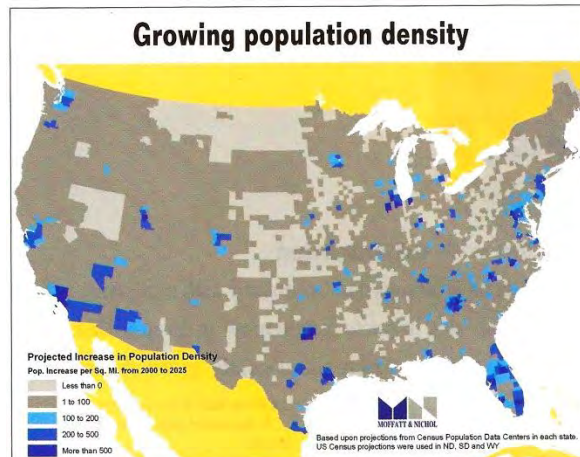 Growing population density
Projected Increase in Population Density
Pop. Increase per Sq. Mi. from 2000 to 2025
Less than 0
1 to 100
100 to 200
200 to 500
More than 500
MOFFATT & NICHOL
Based upon projections from Census Population Data Centers in each state.
US Census projections were used in ND, SD and WY